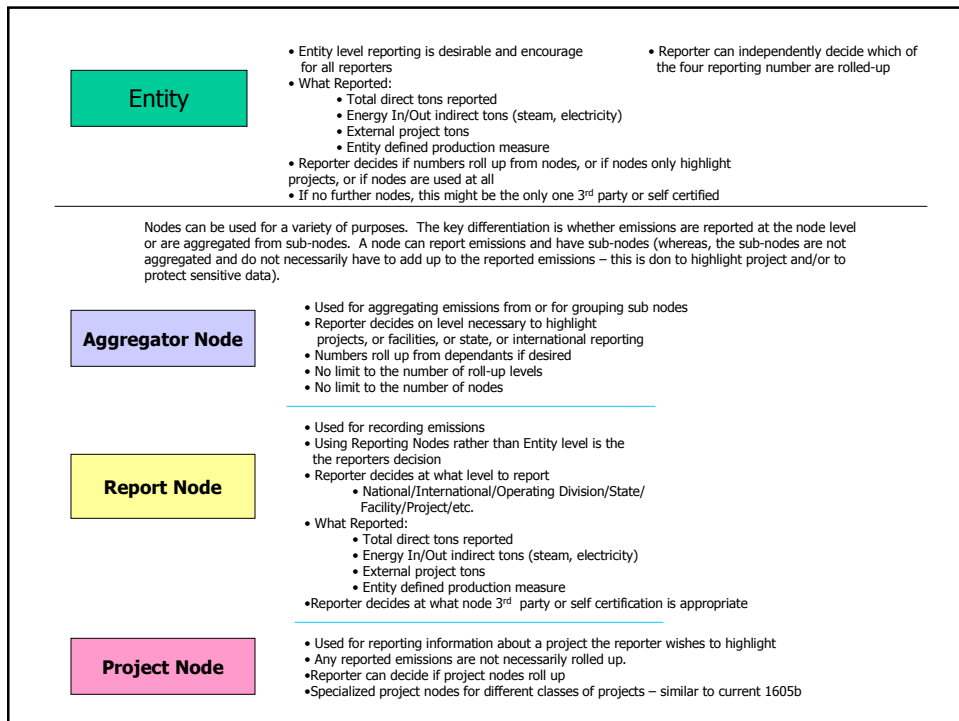 Entity
• Entity level reporting is desirable and encourage
for all reporters
• What Reported:
• Total direct tons reported
• Energy In/Out indirect tons (steam, electricity)
• External project tons
• Entity defined production measure
• Reporter decides if numbers roll up from nodes, or if nodes only highlight
projects, or if nodes are used at all
• If no further nodes, this might be the only one 3rd party or self certified
• Reporter can independently decide which of
the four reporting number are rolled-up
Nodes can be used for a variety of purposes. The key differentiation is whether emissions are reported at the node level
or are aggregated from sub-nodes. A node can report emissions and have sub-nodes (whereas, the sub-nodes are not
aggregated and do not necessarily have to add up to the reported emissions – this is don to highlight project and/or to
protect sensitive data).
Aggregator Node
• Used for aggregating emissions from or for grouping sub nodes
• Reporter decides on level necessary to highlight
projects, or facilities, or state, or international reporting
• Numbers roll up from dependants if desired
• No limit to the number of roll-up levels
• No limit to the number of nodes
Report Node
• Used for recording emissions
• Using Reporting Nodes rather than Entity level is the
the reporters decision
• Reporter decides at what level to report
• National/International/Operating Division/State/
Facility/Project/etc.
• What Reported:
• Total direct tons reported
• Energy In/Out indirect tons (steam, electricity)
• External project tons
• Entity defined production measure
•Reporter decides at what node 3rd party or self certification is appropriate
Project Node
• Used for reporting information about a project the reporter wishes to highlight
• Any reported emissions are not necessarily rolled up.
•Reporter can decide if project nodes roll up
•Specialized project nodes for different classes of projects – similar to current 1605b